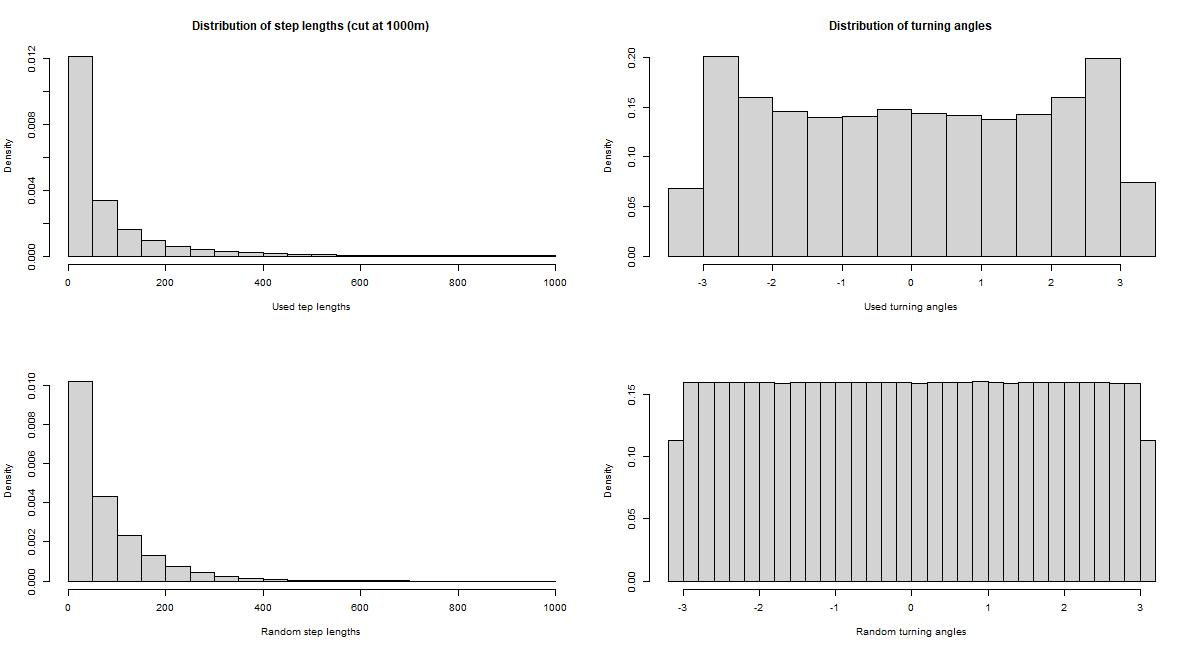 Distribution of step lengths (cut at 1000m)
Density
0.000 0.004 0.008 0.012
0 200 400 600 800 1000
Used tep lengths
Distribution of turning angles
Density
0.00 0.05 0.10 0.15 0.20
-3 -2 -1 0 1 2 3
Used turning angles
Density
0.000 0.002 0.004 0.006 0.008 0.010
0 200 400 600 800 1000
Random step lengths
Density
0.00 0.05 0.10 0.15
-3 -2 -1 0 1 2 3
Random turning angles